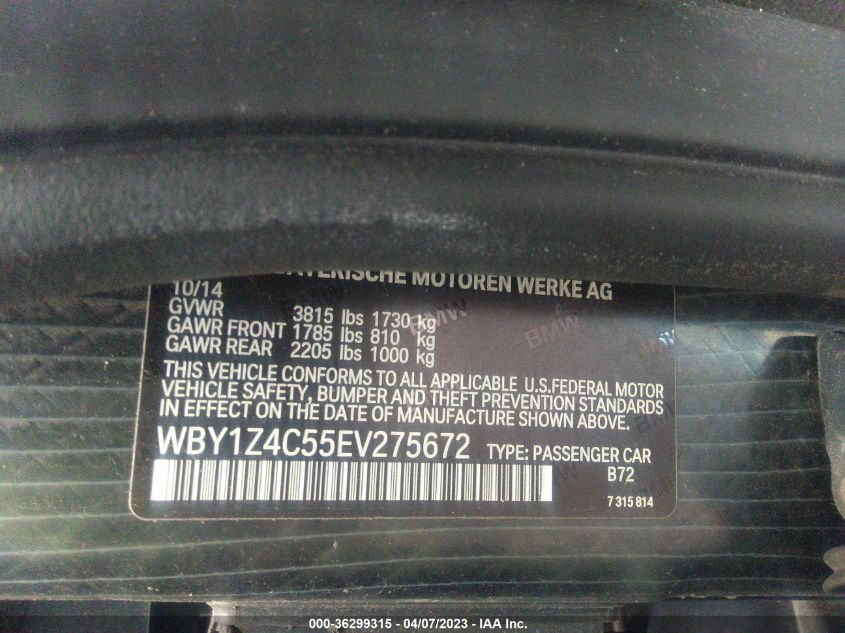 BAYERISCHE MOTOREN WERKE AG
10/14
GVWR 3815 lbs 1730 kg
GAWR FRONT 1785 lbs 810 kg
GAWR REAR 2205 lbs 1000 kg
THIS VEHICLE CONFORMS TO ALL APPLICABLE U.S.FEDERAL MOTOR
VEHICLE SAFETY, BUMPER AND THEFT PREVENTION STANDARDS
IN EFFECT ON THE DATE OF MANUFACTURE SHOWN ABOVE.
WBY1Z4C55EV275672 TYPE: PASSENGER CAR
B72
7 315 814
BMW
BMW
000-36299315 - 04/07/2023 - IAA Inc.